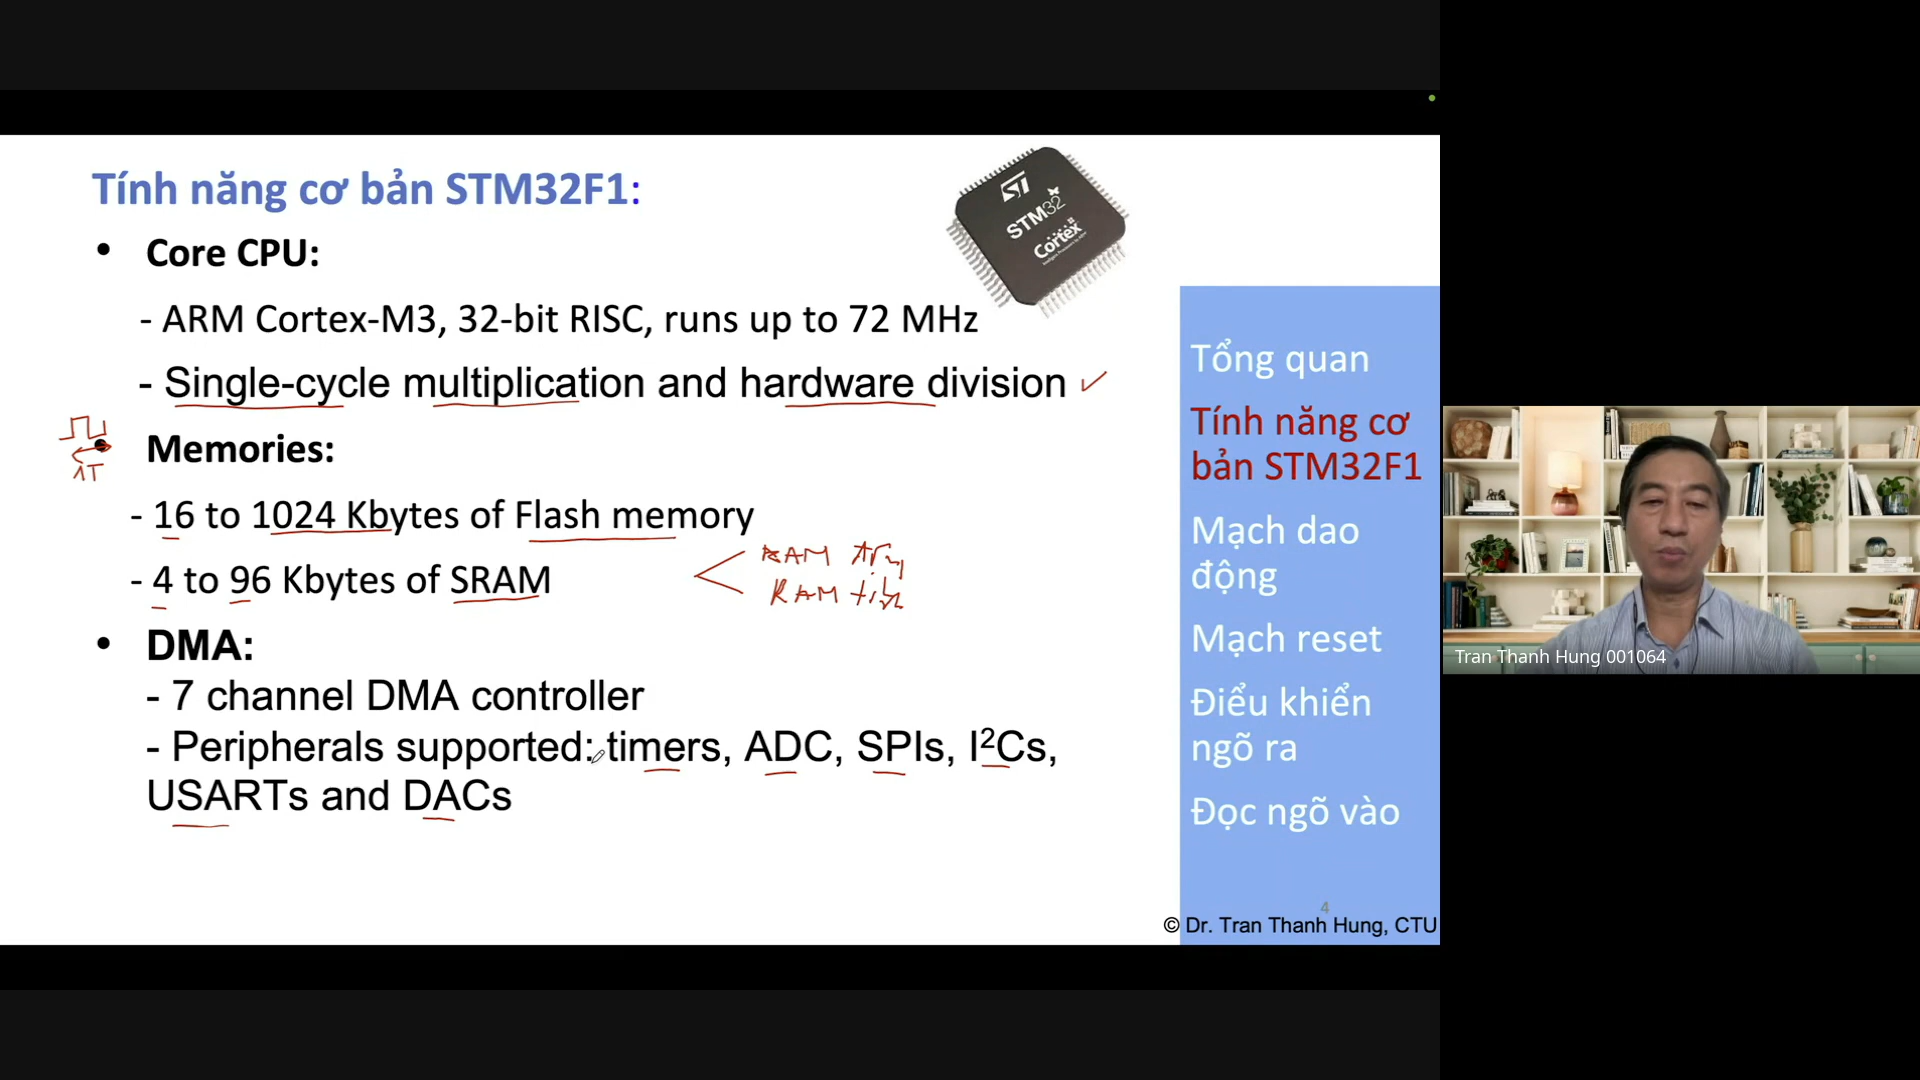 Tính năng cơ bản STM32F1:
• Core CPU:
- ARM Cortex-M3, 32-bit RISC, runs up to 72 MHz
- Single-cycle multiplication and hardware division
1T
• Memories:
- 16 to 1024 Kbytes of Flash memory
- 4 to 96 Kbytes of SRAM
RAM
RAM
• DMA:
- 7 channel DMA controller
- Peripherals supported: timers, ADC, SPIs, I²Cs,
USARTs and DACs
ST
STM32
Cortex
Tổng quan
Tính năng cơ
bản STM32F1
Mạch dao
động
Mạch reset
Điểu khiển
ngõ ra
Đọc ngõ vào
4
© Dr. Tran Thanh Hung, CTU
Tran Thanh Hung 001064